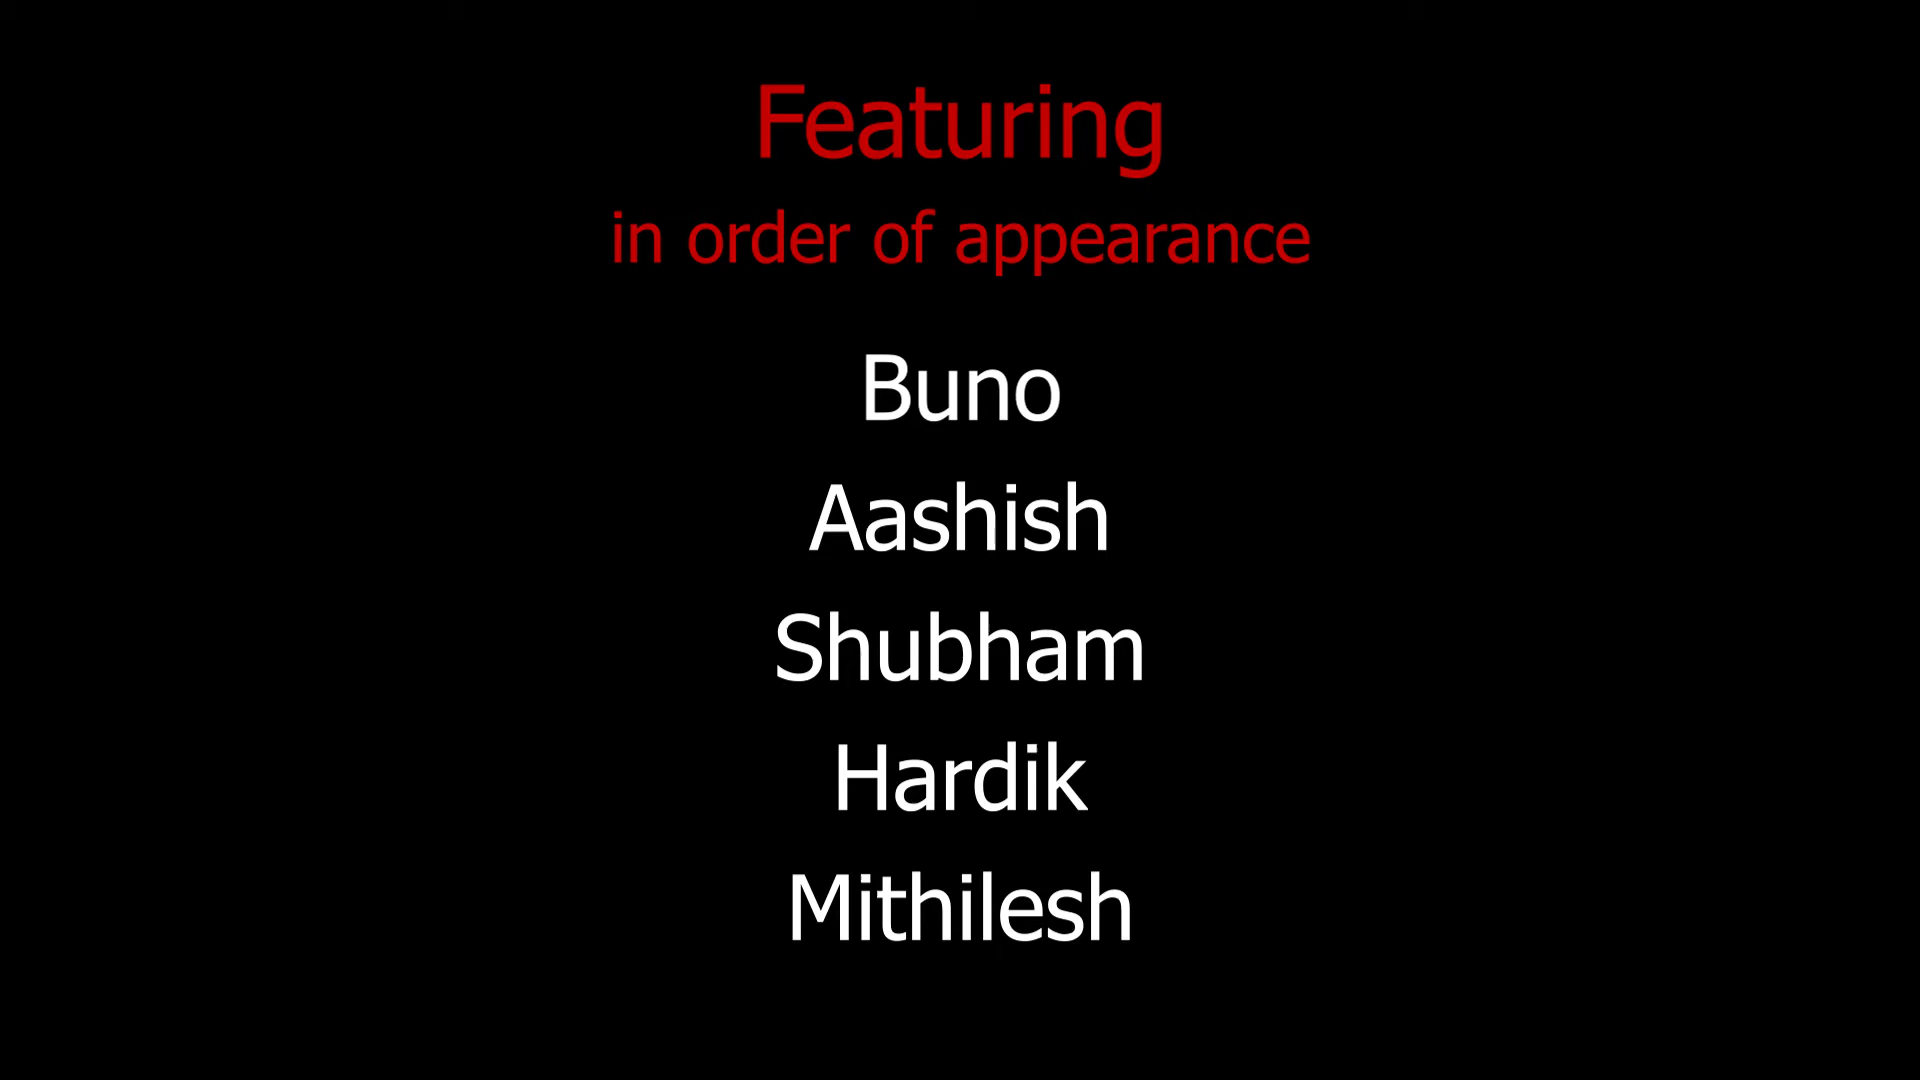 Featuring
in order of appearance
Buno
Aashish
Shubham
Hardik
Mithilesh